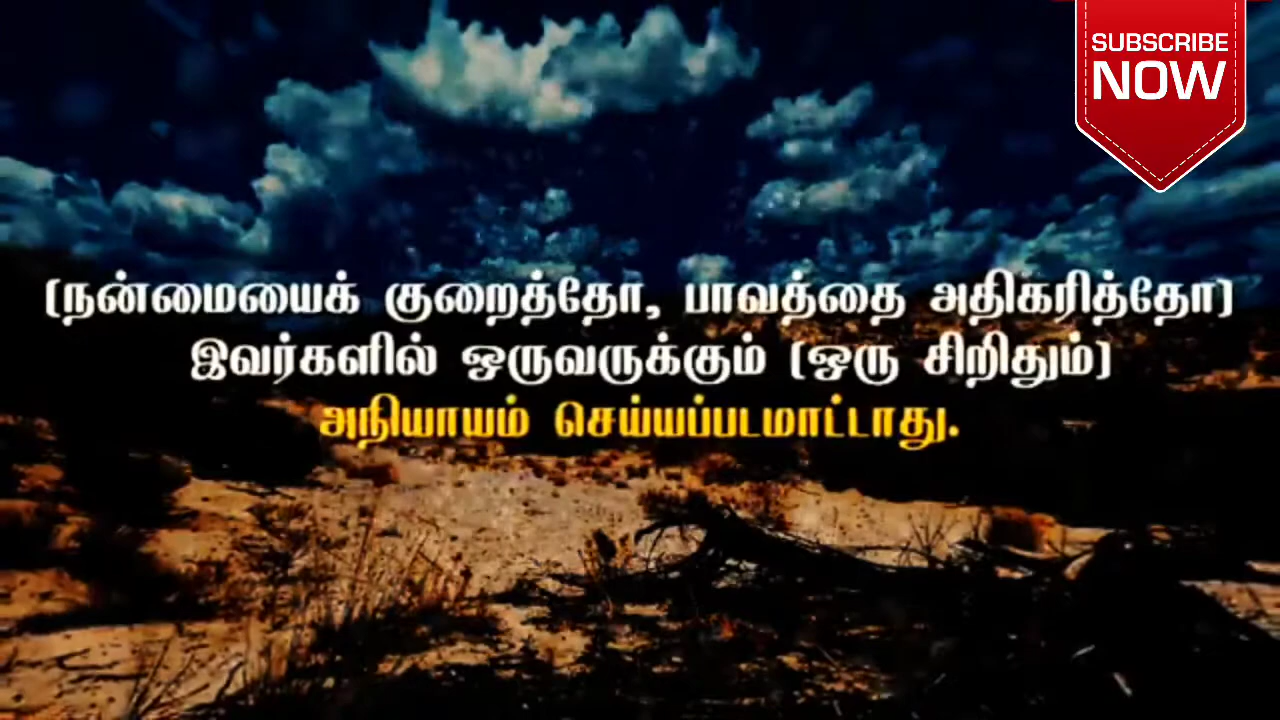 SUBSCRIBE
NOW
(நன்மையைக் குறைத்தோ, பாவத்தை அதிகரித்தோ)
இவர்களில் ஒருவருக்கும் (ஒரு சிறிதும்)
அநியாயம் செய்யப்படமாட்டாது.